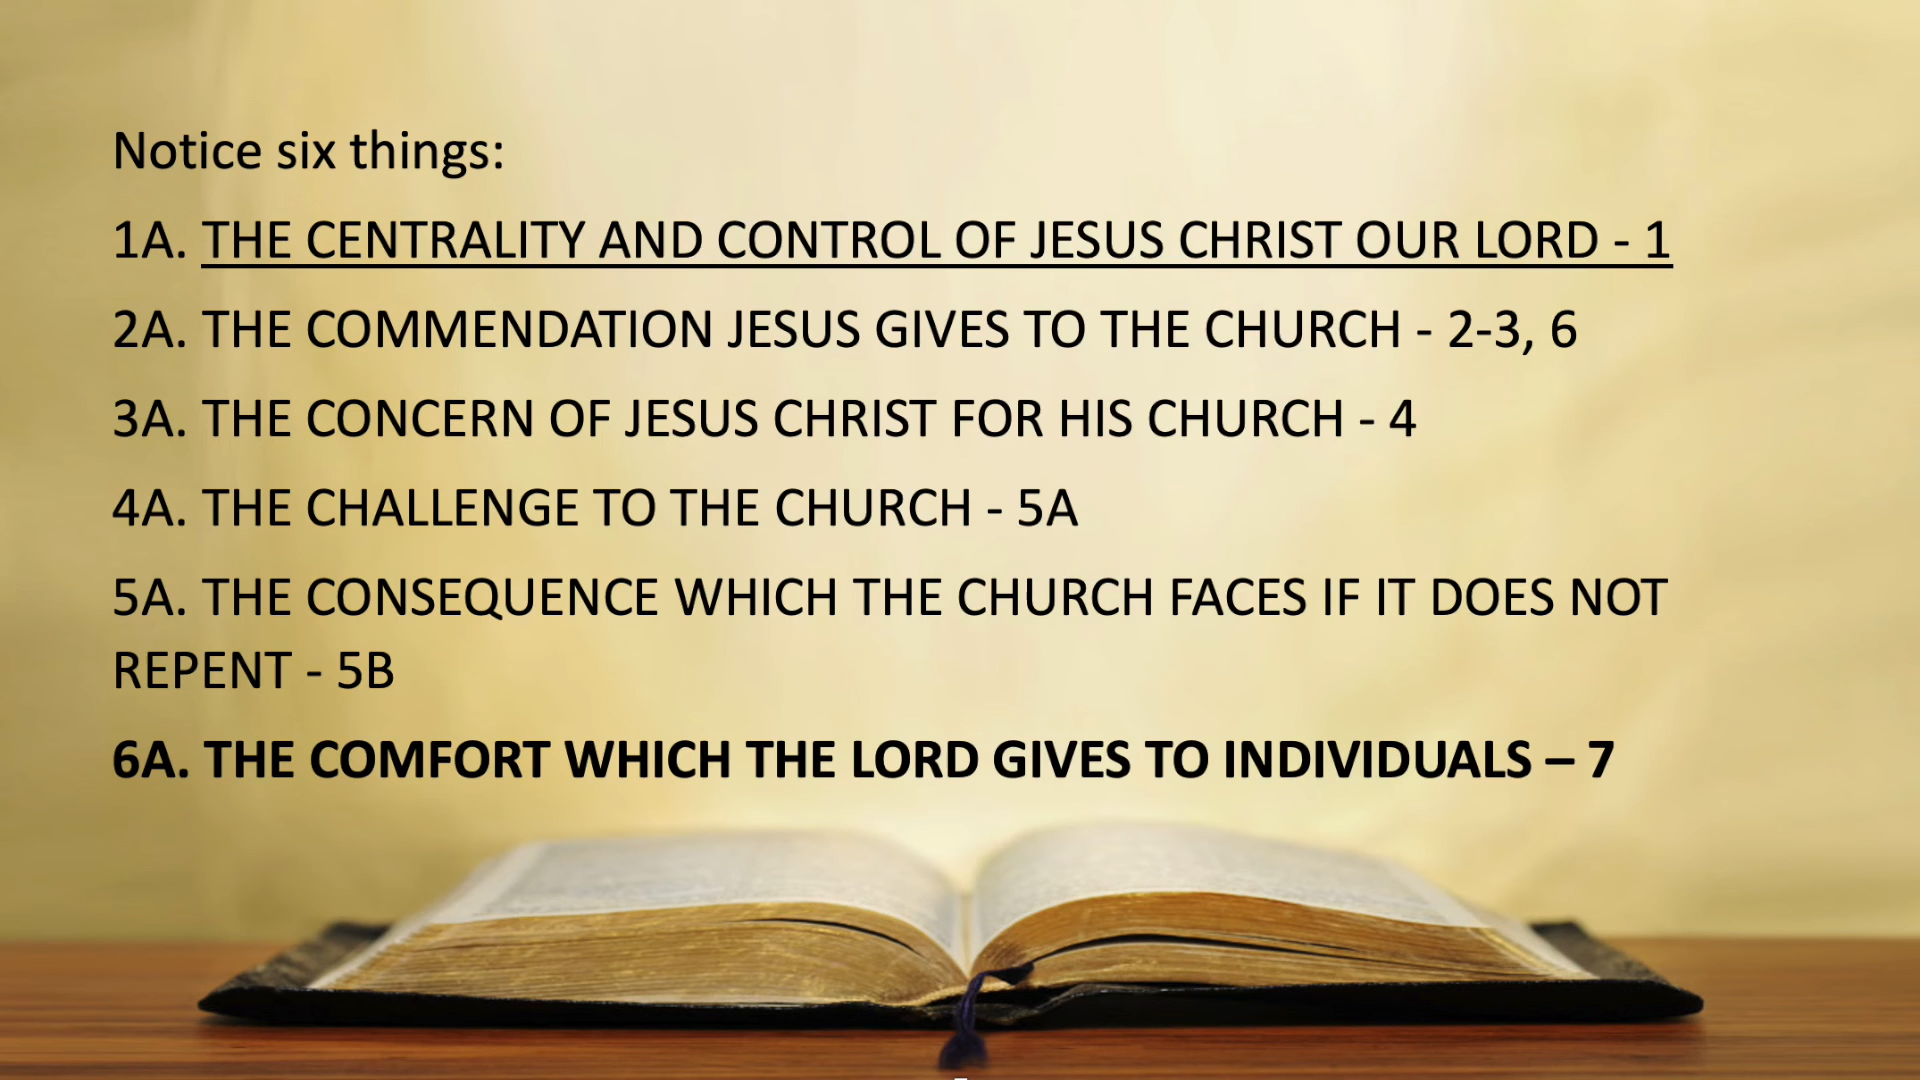 Notice six things:
1A. THE CENTRALITY AND CONTROL OF JESUS CHRIST OUR LORD - 1
2A. THE COMMENDATION JESUS GIVES TO THE CHURCH - 2-3, 6
3A. THE CONCERN OF JESUS CHRIST FOR HIS CHURCH - 4
4A. THE CHALLENGE TO THE CHURCH - 5A
5A. THE CONSEQUENCE WHICH THE CHURCH FACES IF IT DOES NOT
REPENT - 5B
6A. THE COMFORT WHICH THE LORD GIVES TO INDIVIDUALS – 7